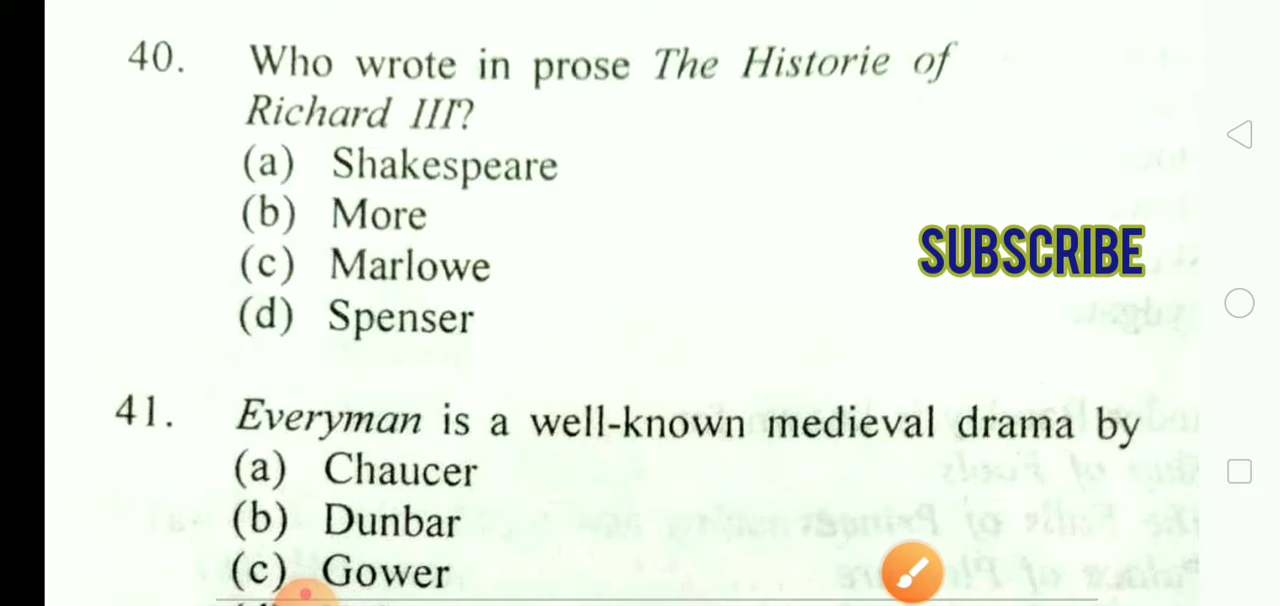 40. Who wrote in prose The Historie of
Richard III?
(a) Shakespeare
(b) More
(c) Marlowe
(d) Spenser
SUBSCRIBE
41. Everyman is a well-known medieval drama by
(a) Chaucer
(b) Dunbar
(c) Gower